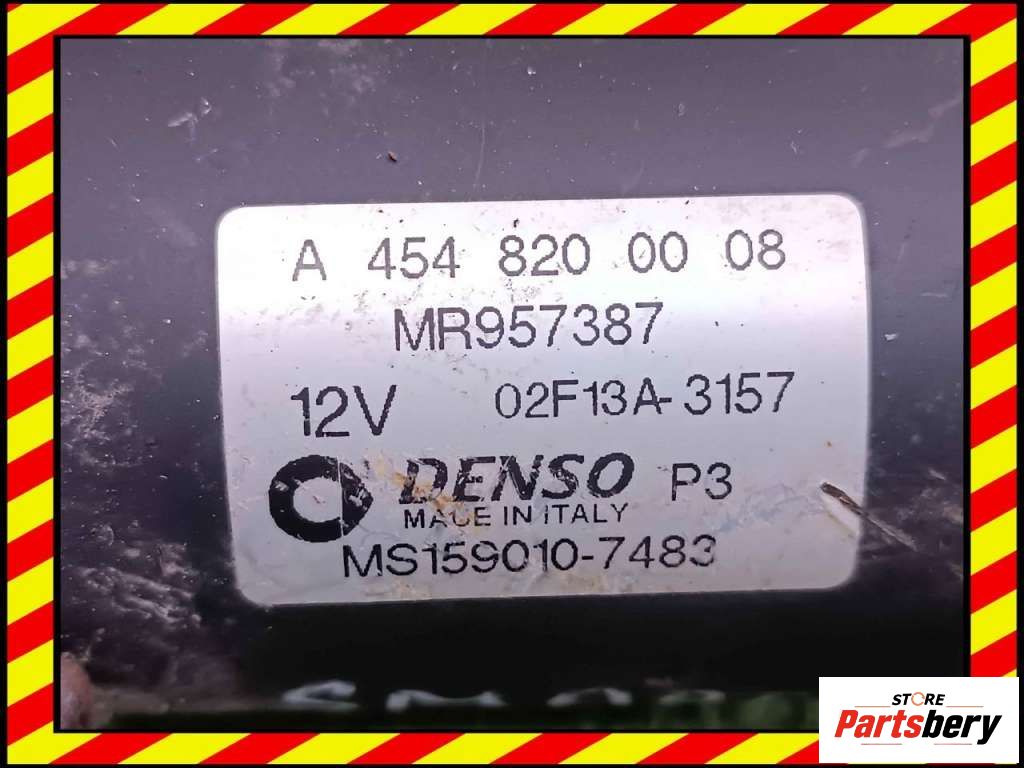 A 454 820 00 08
MR957387
12V 02F13A-3157
DENSO P3
MADE IN ITALY
MS159010-7483
STORE
Partsbery